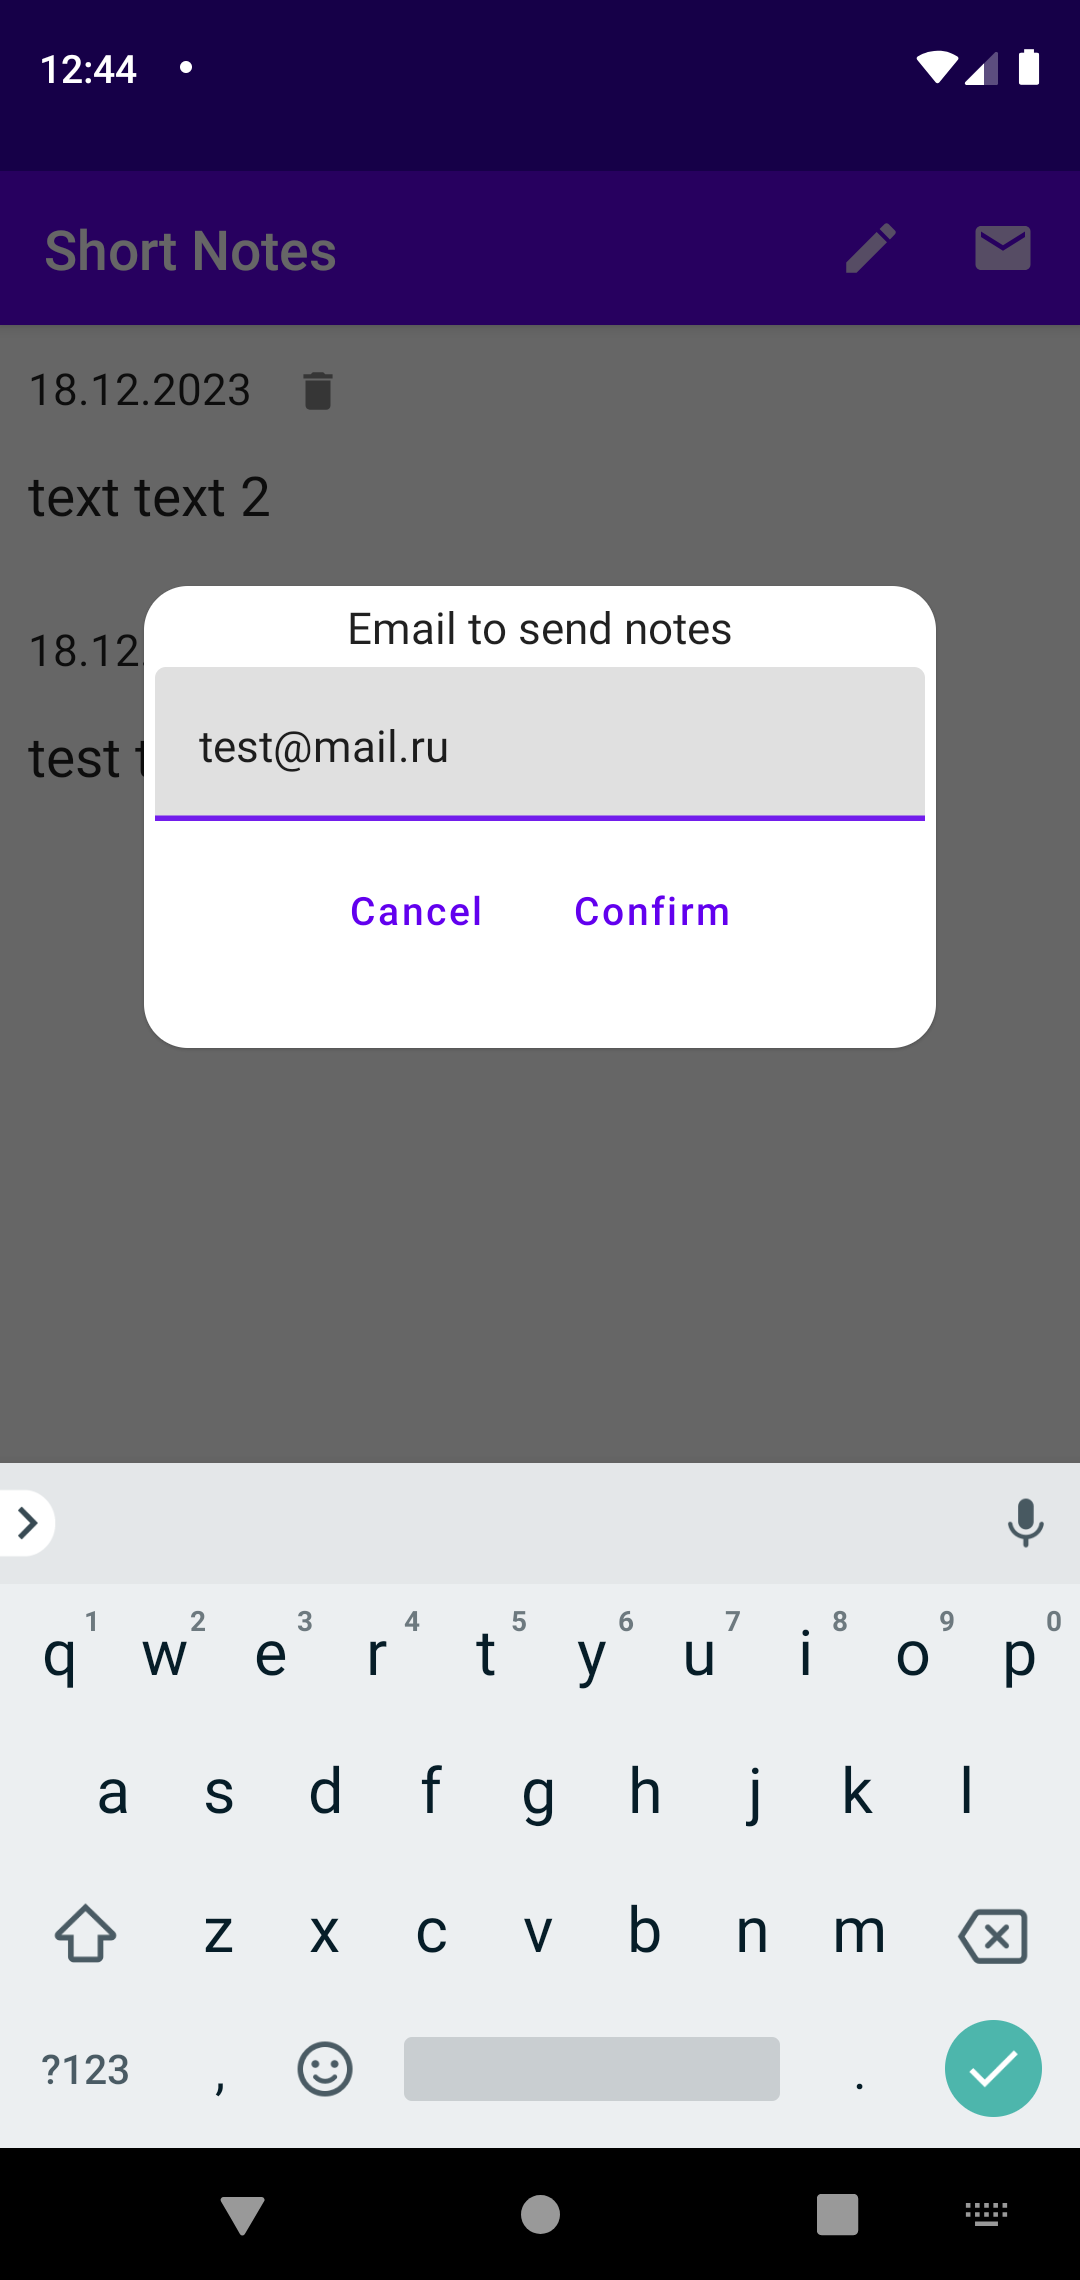 12:44
Short Notes
18.12.2023
text text 2
18.12.
test
Email to send notes
test@mail.ru
Cancel Confirm
1 2 3 4 5 6 7 8 9 0
q w e r t y u i o p
a s d f g h j k l
z x c v b n m
?123 , .